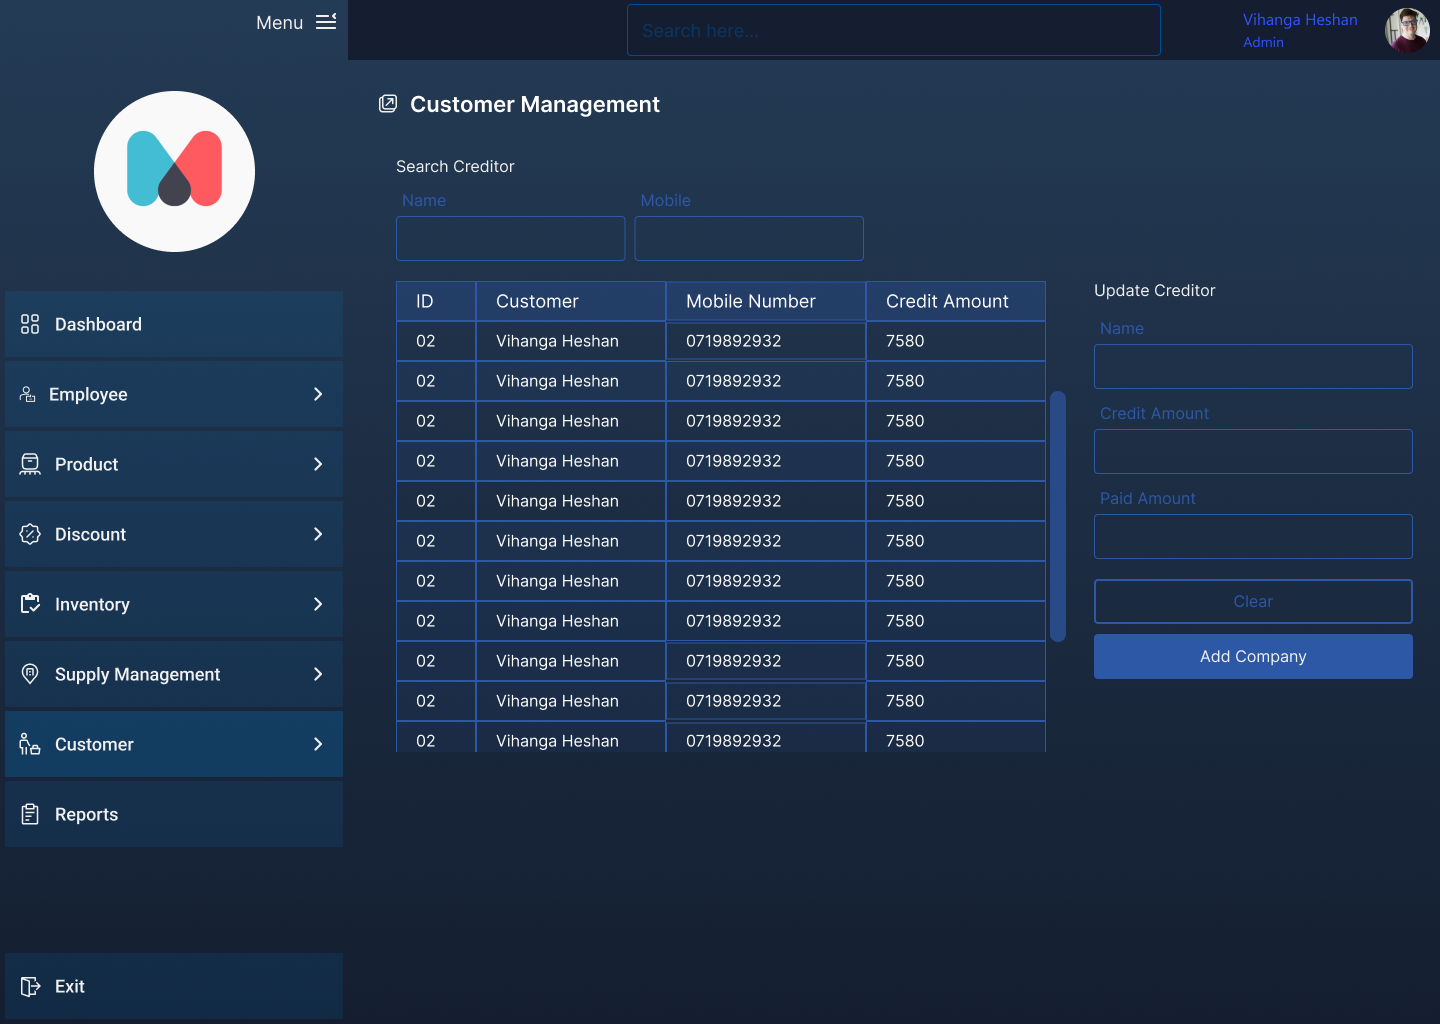 Menu
Search here...
Vihanga Heshan
Admin
Customer Management
Search Creditor
Name
Mobile
ID Customer Mobile Number Credit Amount
02 Vihanga Heshan 0719892932 7580
02 Vihanga Heshan 0719892932 7580
02 Vihanga Heshan 0719892932 7580
02 Vihanga Heshan 0719892932 7580
02 Vihanga Heshan 0719892932 7580
02 Vihanga Heshan 0719892932 7580
02 Vihanga Heshan 0719892932 7580
02 Vihanga Heshan 0719892932 7580
02 Vihanga Heshan 0719892932 7580
02 Vihanga Heshan 0719892932 7580
02 Vihanga Heshan 0719892932 7580
Update Creditor
Name
Credit Amount
Paid Amount
Clear
Add Company
Dashboard
Employee
Product
Discount
Inventory
Supply Management
Customer
Reports
Exit